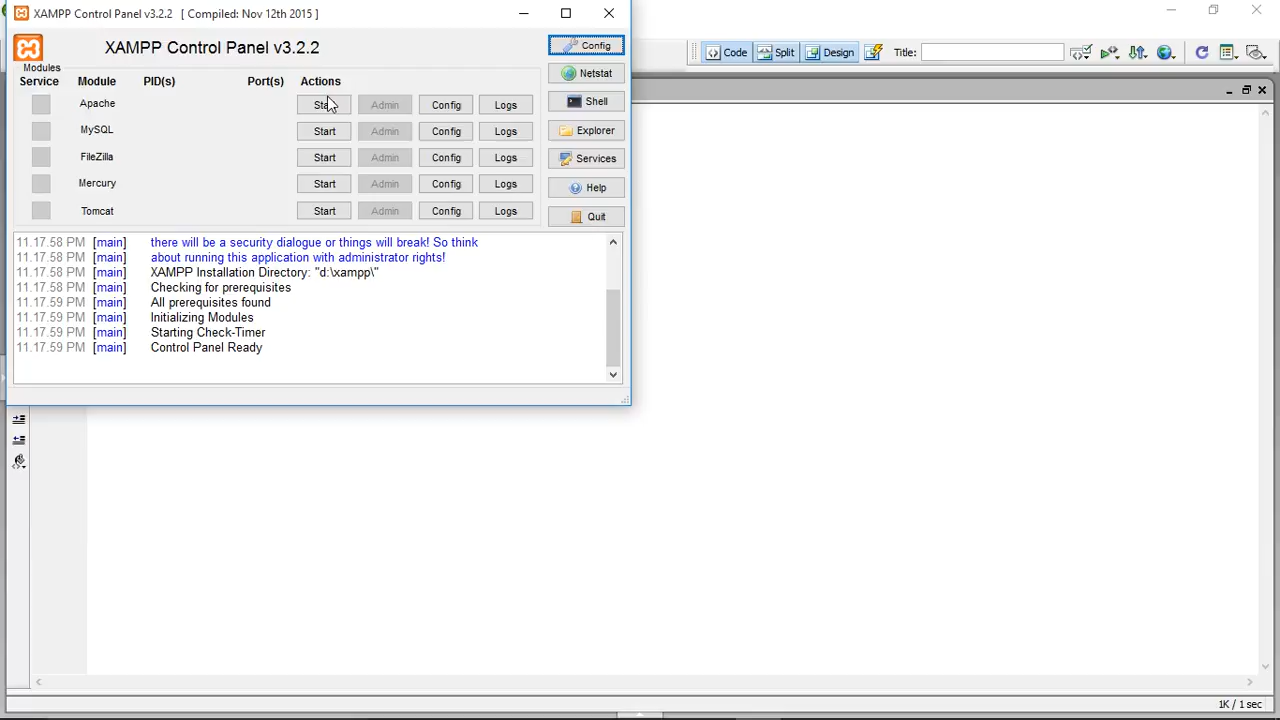 XAMPP Control Panel v3.2.2 [ Compiled: Nov 12th 2015 ]
XAMPP Control Panel v3.2.2
Config
Modules
Service Module PID(s) Port(s) Actions
Netstat
Apache Start Admin Config Logs
Shell
MySQL Start Admin Config Logs
Explorer
FileZilla Start Admin Config Logs
Services
Mercury Start Admin Config Logs
Help
Tomcat Start Admin Config Logs
Quit
11.17.58 PM [main] there will be a security dialogue or things will break! So think
11.17.58 PM [main] about running this application with administrator rights!
11.17.58 PM [main] XAMPP Installation Directory: "d:\xampp\"
11.17.58 PM [main] Checking for prerequisites
11.17.59 PM [main] All prerequisites found
11.17.59 PM [main] Initializing Modules
11.17.59 PM [main] Starting Check-Timer
11.17.59 PM [main] Control Panel Ready
Code Split Design Title:
1K / 1 sec